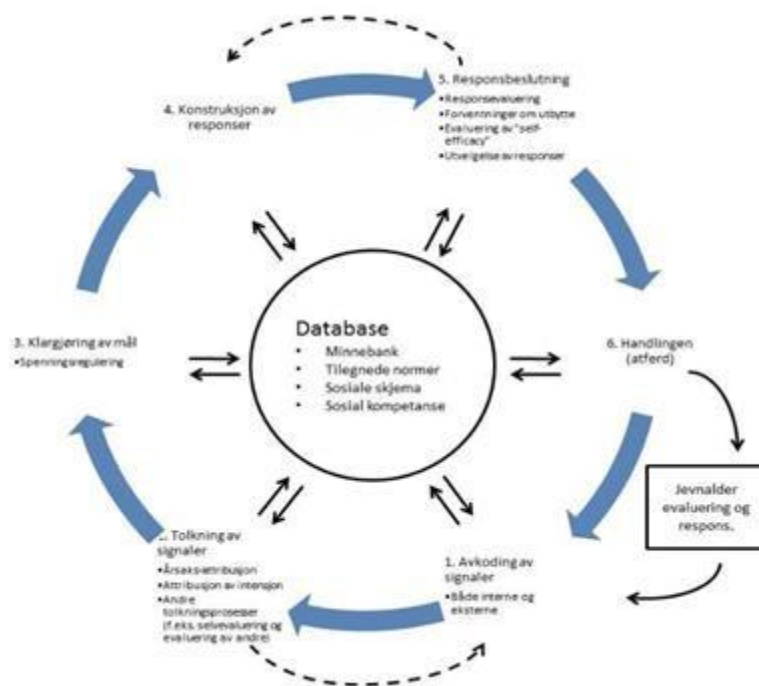 5. Responsbeslutning
•Responsevaluering
•Forventninger om utbytte
•Evaluering av "self-
efficacy"
•Utvelgelse av responser
4. Konstruksjon av
responser
3. Klargjøring av mål
•Spenningsregulering
Database
• Minnebank
• Tilegnede normer
• Sosiale skjema
• Sosial kompetanse
6. Handlingen
(atferd)
Jevnalder
evaluering og
respons.
Tolkning av
signaler
•Årsaksattribusjon
•Attribusjon av intensjon
•Andre
tolkningsprosesser
(f.eks. selvevaluering og
evaluering av andre)
1. Avkoding av
signaler
•Både interne og
eksterne